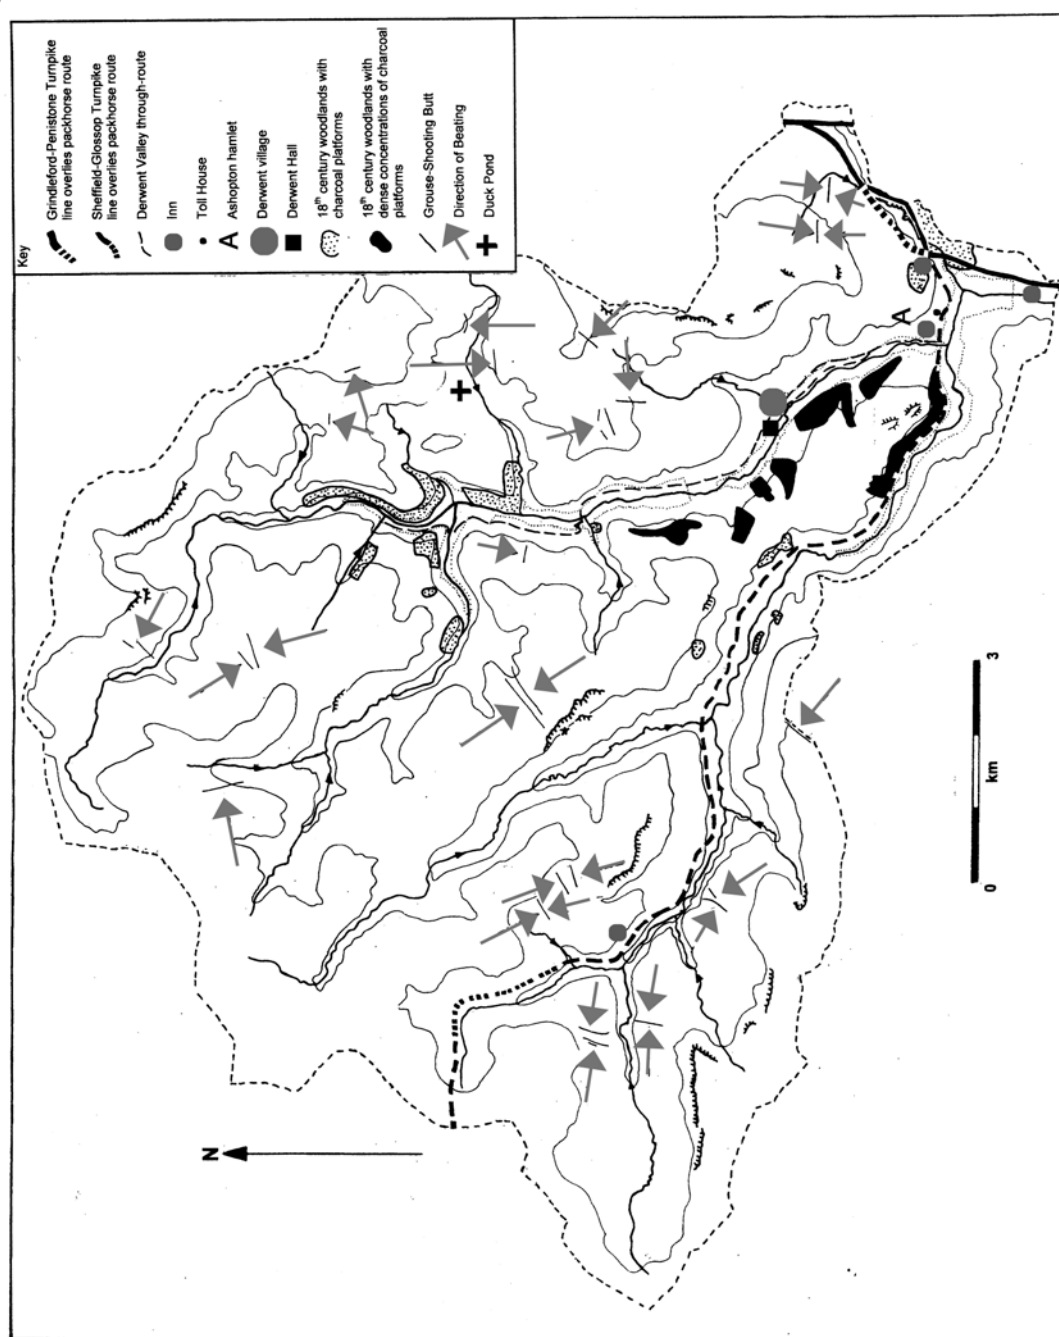 Key
Grindleford-Penistone Turnpike
line overlies packhorse route
Sheffield-Glossop Turnpike
line overlies packhorse route
Derwent Valley through-route
Inn
Toll House
A
Ashopton hamlet
Derwent village
Derwent Hall
18th century woodlands with
charcoal platforms
18th century woodlands with
dense concentrations of charcoal
platforms
Grouse-Shooting Butt
Direction of Beating
Duck Pond
A
N
0
km
3